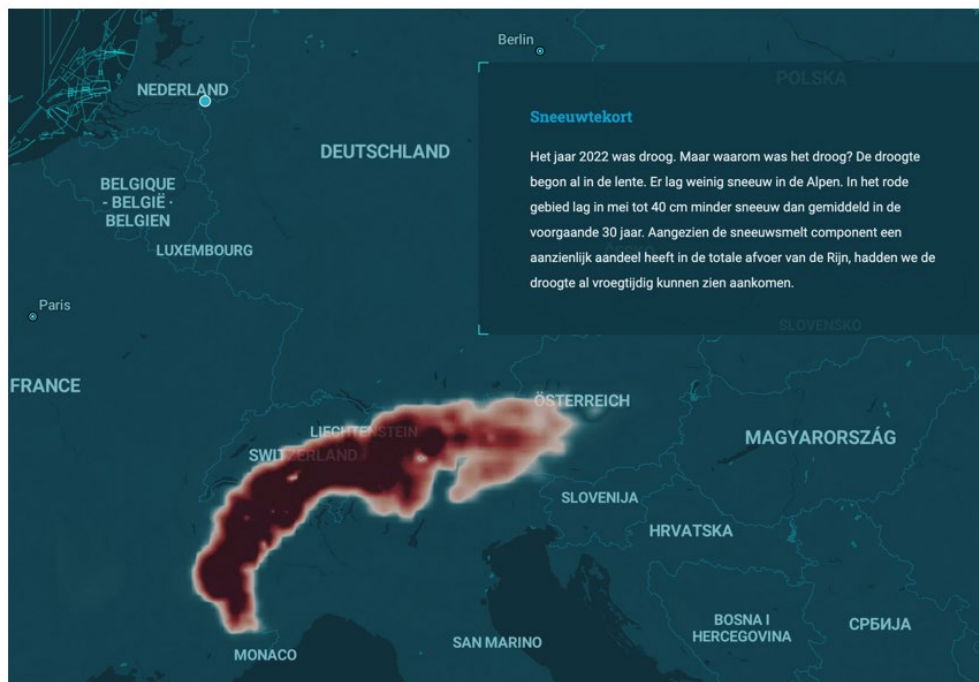 Berlin
POLSKA
NEDERLAND
Sneeuwtekort
DEUTSCHLAND
Het jaar 2022 was droog. Maar waarom was het droog? De droogte
begon al in de lente. Er lag weinig sneeuw in de Alpen. In het rode
gebied lag in mei tot 40 cm minder sneeuw dan gemiddeld in de
voorgaande 30 jaar. Aangezien de sneeuwsmelt component een
aanzienlijk aandeel heeft in de totale afvoer van de Rijn, hadden we de
droogte al vroegtijdig kunnen zien aankomen.
BELGIQUE
- BELGIË ·
BELGIEN
LUXEMBOURG
Paris
SLOVENSKO
FRANCE
ÖSTERREICH
LIECHTENSTEIN
SWITZERLAND
MAGYARORSZÁG
SLOVENIJA
HRVATSKA
BOSNA I
HERCEGOVINA
СРБИЈА
SAN MARINO
MONACO